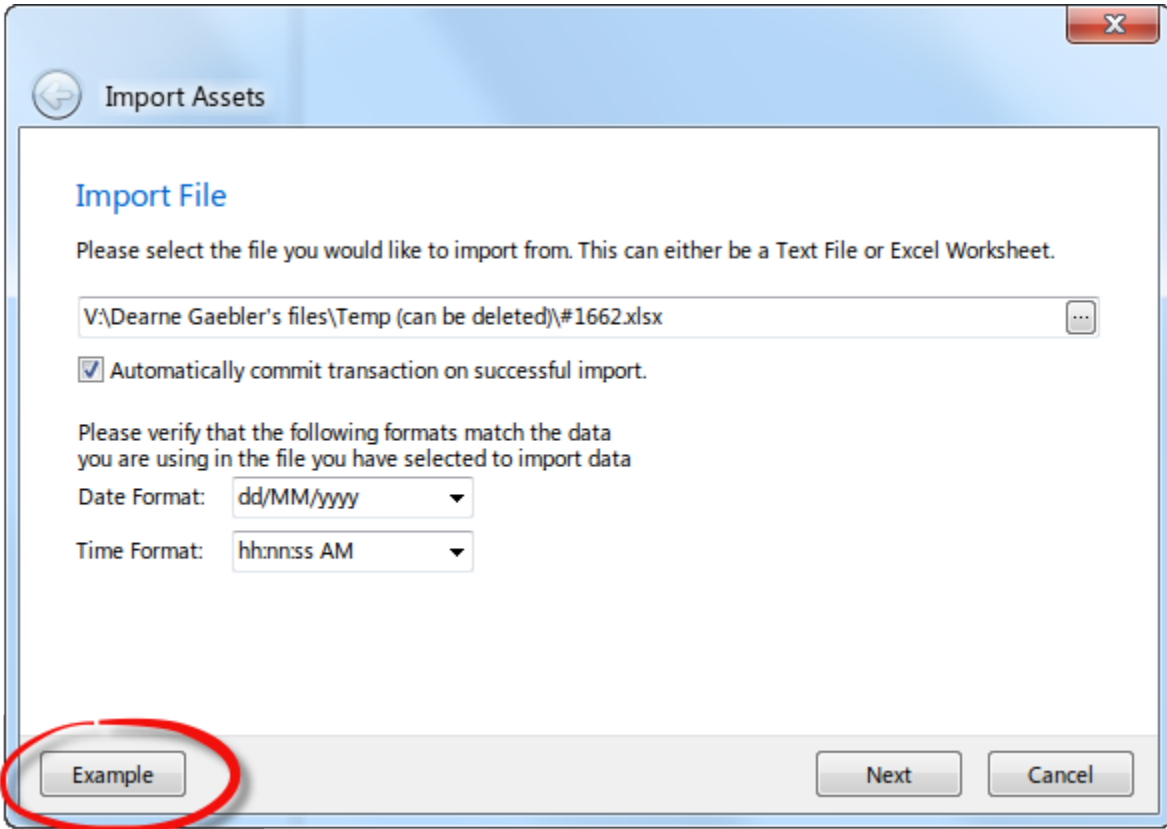 Import Assets
Import File
Please select the file you would like to import from. This can either be a Text File or Excel Worksheet.
V:\Dearne Gaebler's files\Temp (can be deleted)\#1662.xlsx
...
Automatically commit transaction on successful import.
Please verify that the following formats match the data
you are using in the file you have selected to import data
Date Format: dd/MM/yyyy
Time Format: hh:nn:ss AM
Example Next Cancel